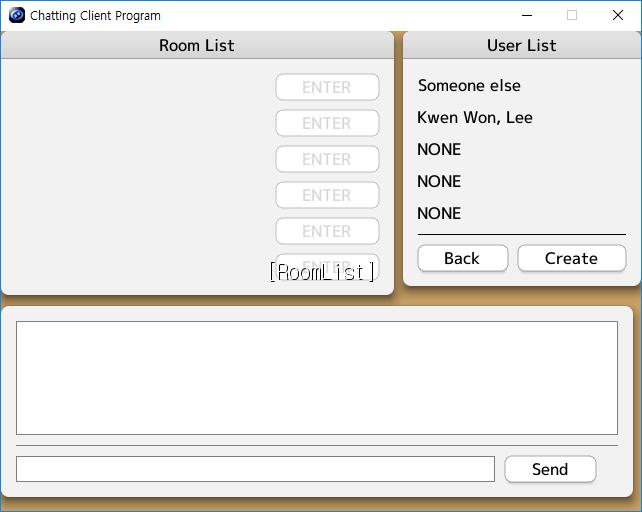 Chatting Client Program
Room List
ENTER
ENTER
ENTER
ENTER
ENTER
ENTER
[RoomList]
User List
Someone else
Kwen Won, Lee
NONE
NONE
NONE
Back
Create
Send